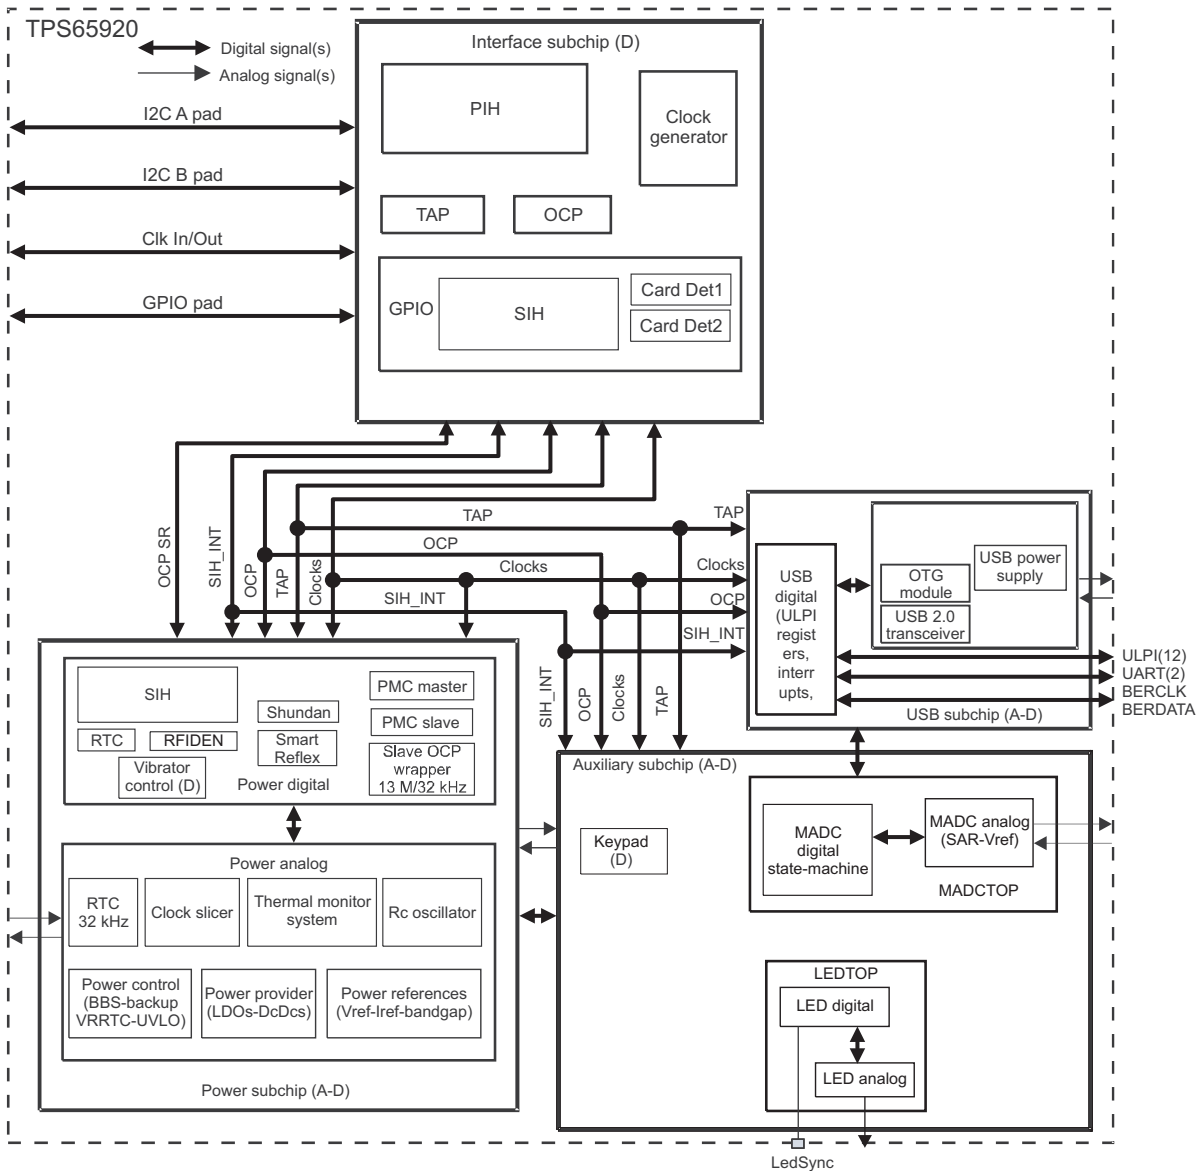 TPS65920
Digital signal(s)
Analog signal(s)
I2C A pad
I2C B pad
Clk In/Out
GPIO pad
Interface subchip (D)
PIH
Clock
generator
TAP
OCP
GPIO
SIH
Card Det1
Card Det2
OCP SR
SIH_INT
OCP
TAP
Clocks
TAP
OCP
Clocks
SIH_INT
TAP
Clocks
OCP
SIH_INT
SIH_INT
OCP
Clocks
TAP
USB
digital
(ULPI
regist
ers,
interr
upts,
OTG
module
USB 2.0
transceiver
USB power
supply
USB subchip (A-D)
ULPI(12)
UART(2)
BERCLK
BERDATA
SIH
RTC
RFIDEN
Vibrator
control (D)
Shundan
Smart
Reflex
PMC master
PMC slave
Slave OCP
wrapper
13 M/32 kHz
Power digital
Power analog
RTC
32 kHz
Clock slicer
Thermal monitor
system
Rc oscillator
Power control
(BBS-backup
VRRTC-UVLO)
Power provider
(LDOs-DcDcs)
Power references
(Vref-Iref-bandgap)
Power subchip (A-D)
Auxiliary subchip (A-D)
Keypad
(D)
MADC
digital
state-machine
MADC analog
(SAR-Vref)
MADCTOP
LEDTOP
LED digital
LED analog
LedSync